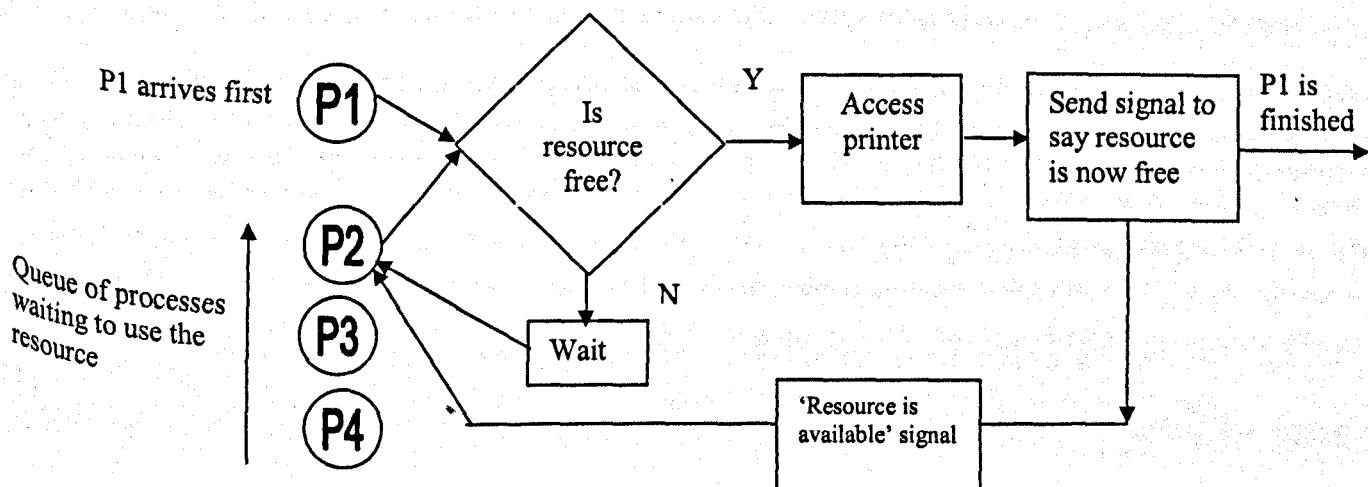 P1 arrives first
P1
Is
resource
free?
Y
Access
printer
Send signal to
say resource
is now free
P1 is
finished
P2
Queue of processes
waiting to use the
resource
N
P3
Wait
P4
‘Resource is
available’ signal